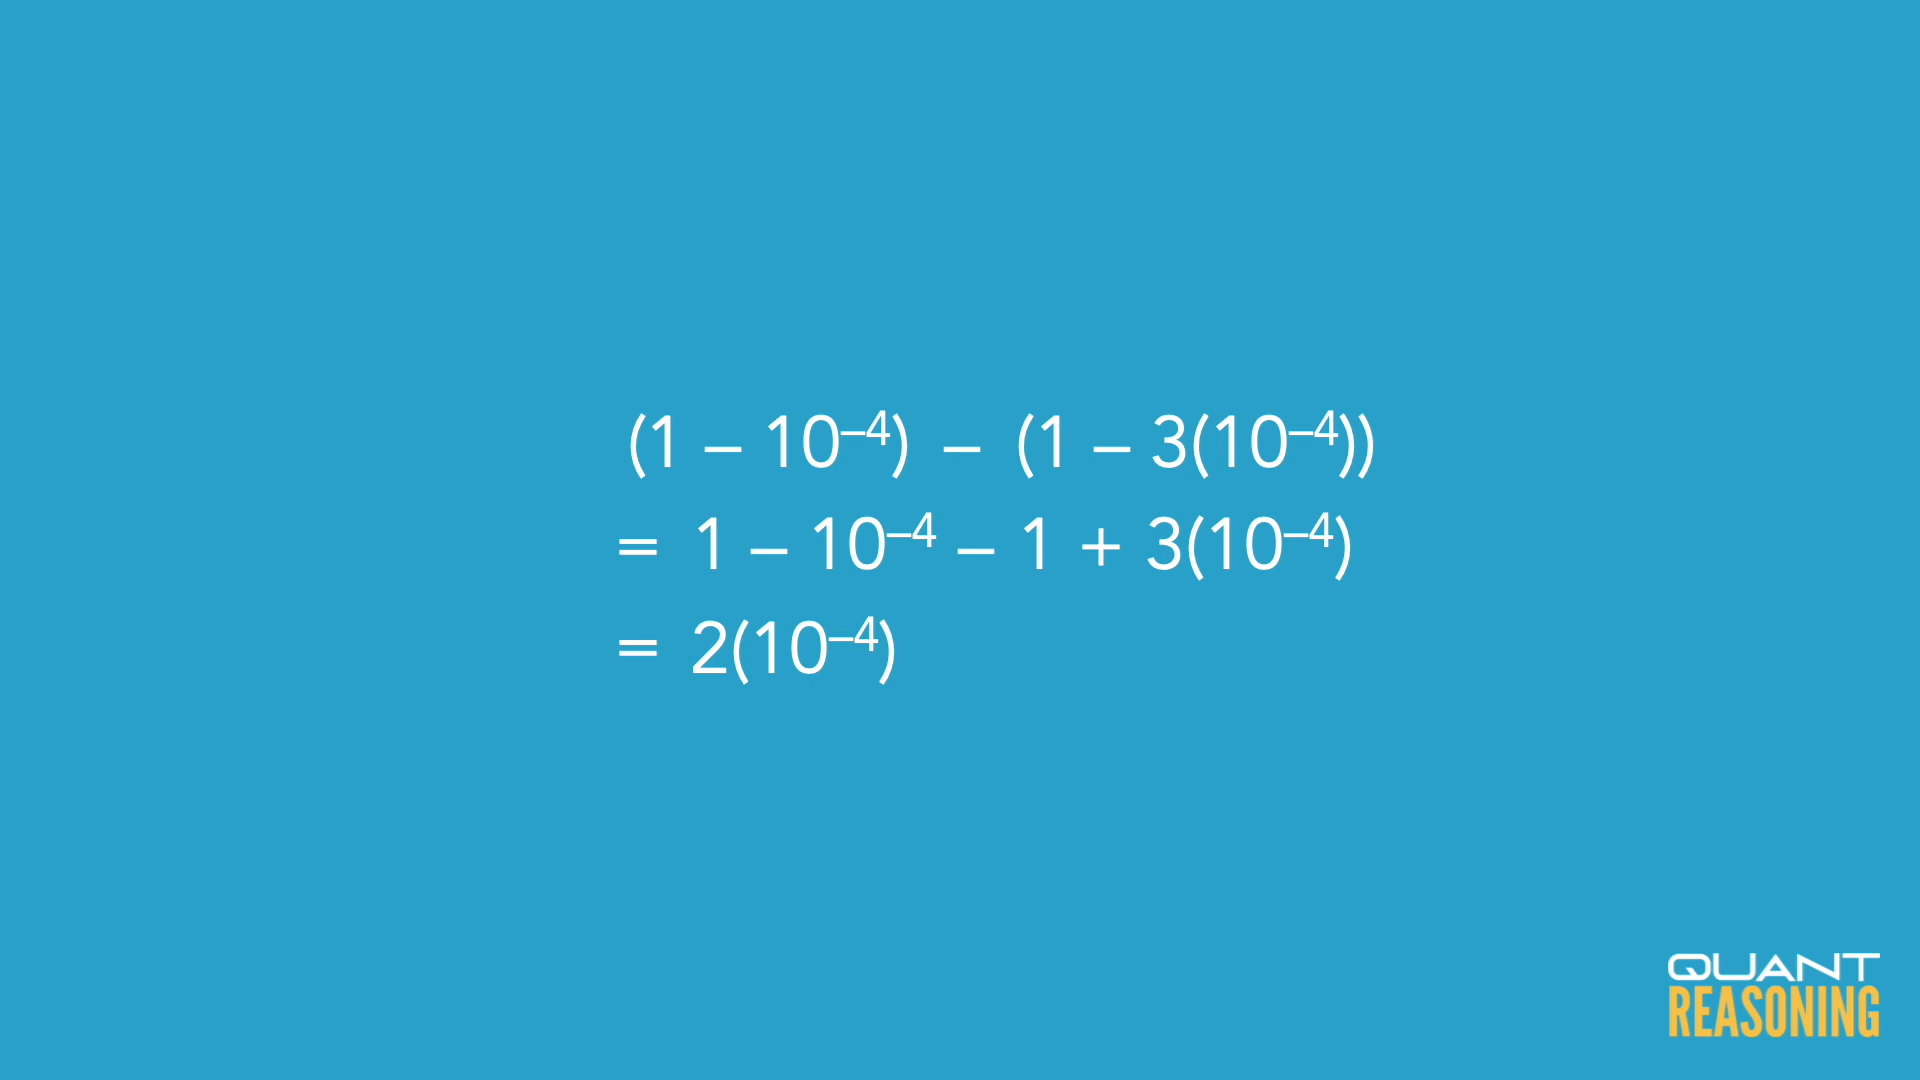 (1 – 10⁻⁴) – (1 – 3(10⁻⁴))
= 1 – 10⁻⁴ – 1 + 3(10⁻⁴)
= 2(10⁻⁴)
QUANT
REASONING